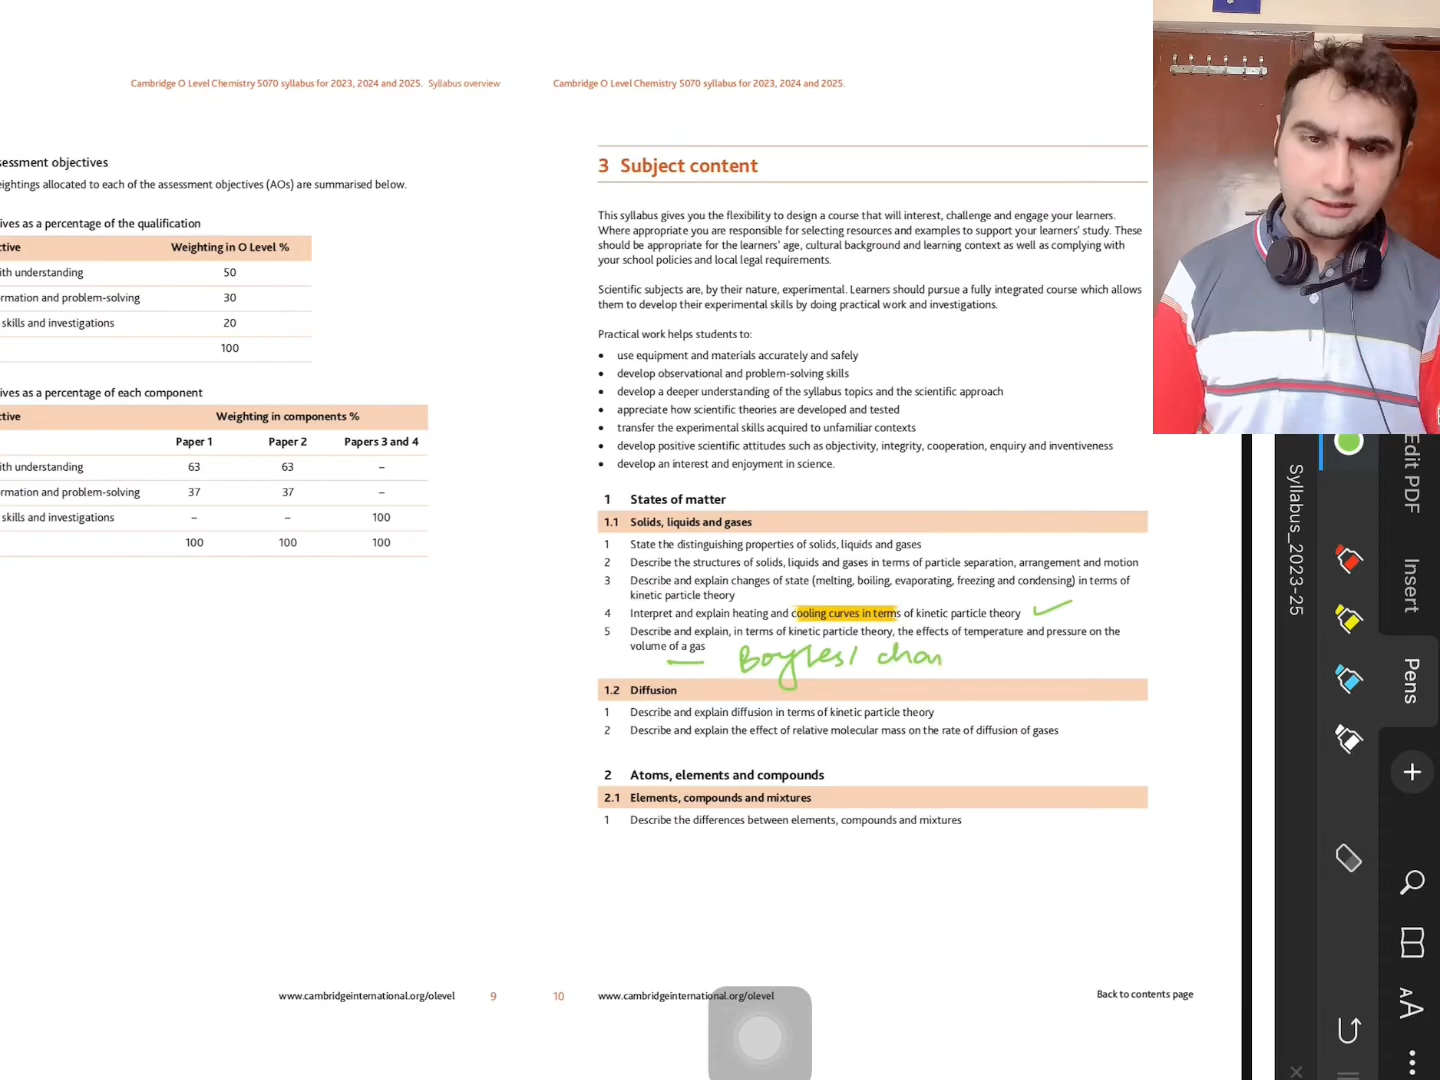 Cambridge O Level Chemistry 5070 syllabus for 2023, 2024 and 2025. Syllabus overview
sessment objectives
eightings allocated to each of the assessment objectives (AOs) are summarised below.
ives as a percentage of the qualification
ctive Weighting in O Level %
ith understanding 50
rmation and problem-solving 30
skills and investigations 20
100
ives as a percentage of each component
ctive Weighting in components %
Paper 1 Paper 2 Papers 3 and 4
ith understanding 63 63 –
rmation and problem-solving 37 37 –
skills and investigations – – 100
100 100 100
www.cambridgeinternational.org/olevel 9
Cambridge O Level Chemistry 5070 syllabus for 2023, 2024 and 2025.
3 Subject content
This syllabus gives you the flexibility to design a course that will interest, challenge and engage your learners.
Where appropriate you are responsible for selecting resources and examples to support your learners' study. These
should be appropriate for the learners' age, cultural background and learning context as well as complying with
your school policies and local legal requirements.
Scientific subjects are, by their nature, experimental. Learners should pursue a fully integrated course which allows
them to develop their experimental skills by doing practical work and investigations.
Practical work helps students to:
• use equipment and materials accurately and safely
• develop observational and problem-solving skills
• develop a deeper understanding of the syllabus topics and the scientific approach
• appreciate how scientific theories are developed and tested
• transfer the experimental skills acquired to unfamiliar contexts
• develop positive scientific attitudes such as objectivity, integrity, cooperation, enquiry and inventiveness
• develop an interest and enjoyment in science.
1 States of matter
1.1 Solids, liquids and gases
1 State the distinguishing properties of solids, liquids and gases
2 Describe the structures of solids, liquids and gases in terms of particle separation, arrangement and motion
3 Describe and explain changes of state (melting, boiling, evaporating, freezing and condensing) in terms of
kinetic particle theory
4 Interpret and explain heating and cooling curves in terms of kinetic particle theory
5 Describe and explain, in terms of kinetic particle theory, the effects of temperature and pressure on the
volume of a gas
Boyles/ char
1.2 Diffusion
1 Describe and explain diffusion in terms of kinetic particle theory
2 Describe and explain the effect of relative molecular mass on the rate of diffusion of gases
2 Atoms, elements and compounds
2.1 Elements, compounds and mixtures
1 Describe the differences between elements, compounds and mixtures
10 www.cambridgeinternational.org/olevel Back to contents page
Syllabus_2023-25
Edit PDF
Insert
Pens
AA